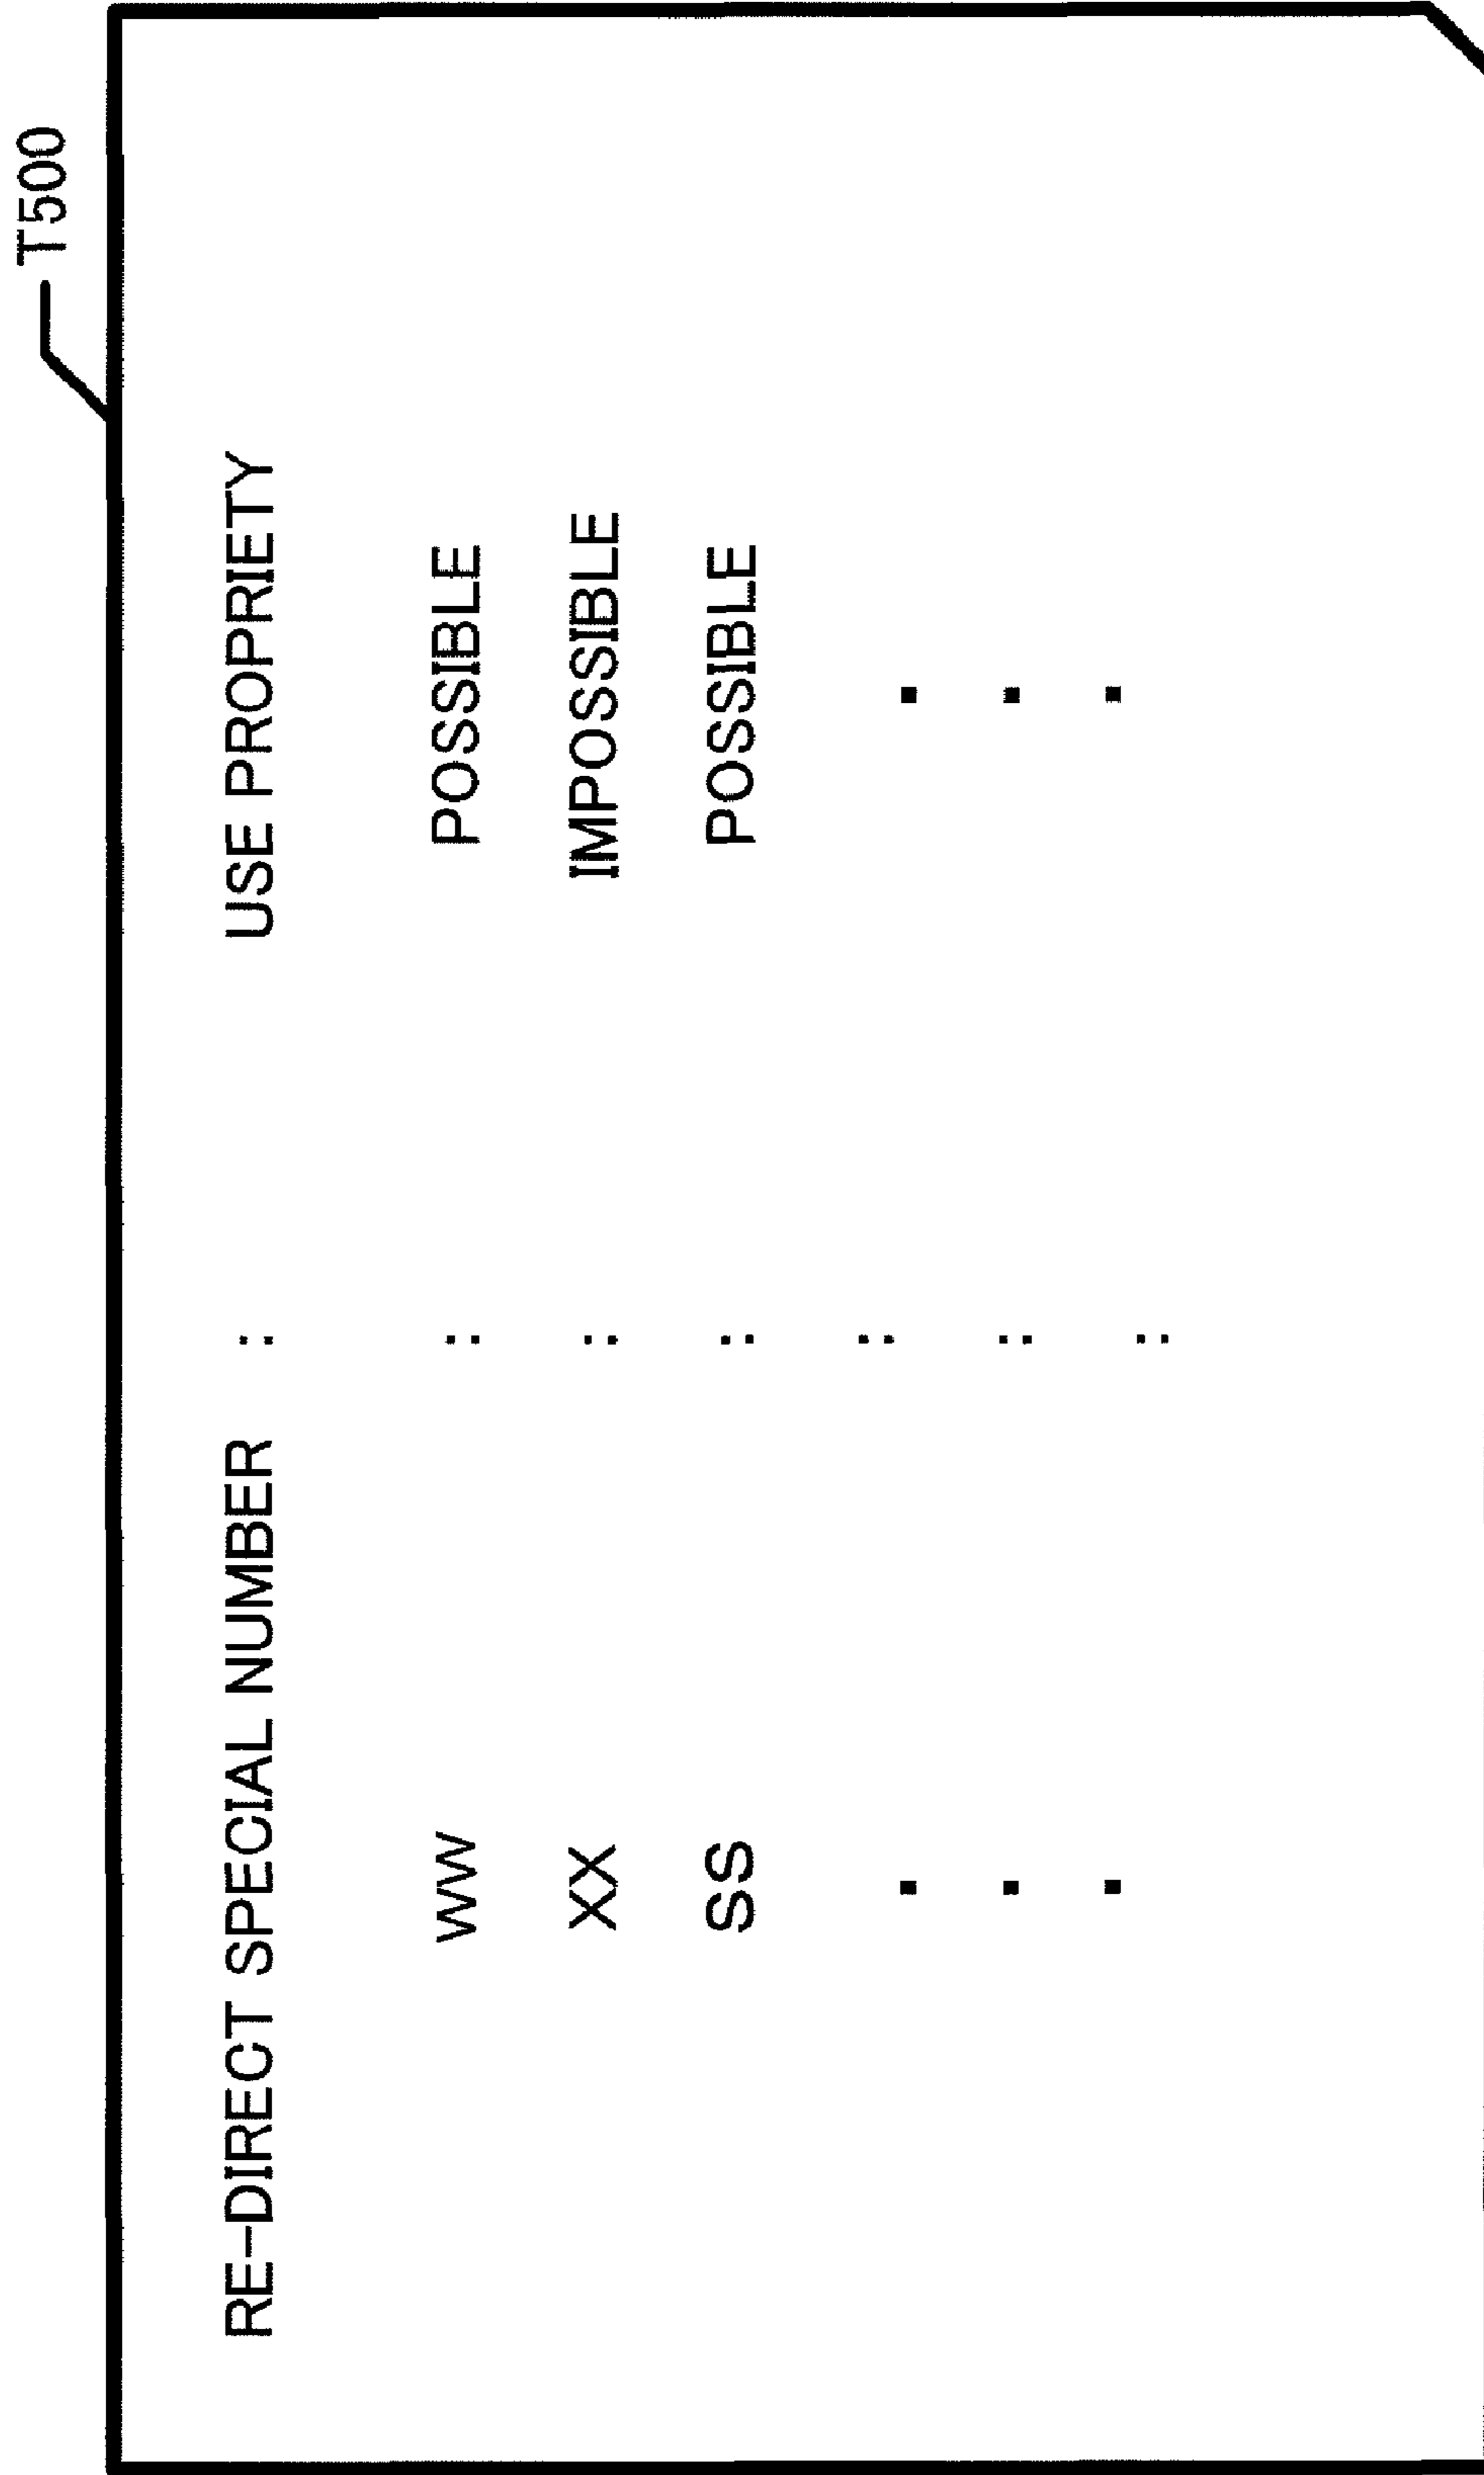 T500
RE-DIRECT SPECIAL NUMBER : USE PROPRIETY
WW : POSSIBLE
XX : IMPOSSIBLE
SS : POSSIBLE
. : .
. : .
. : .